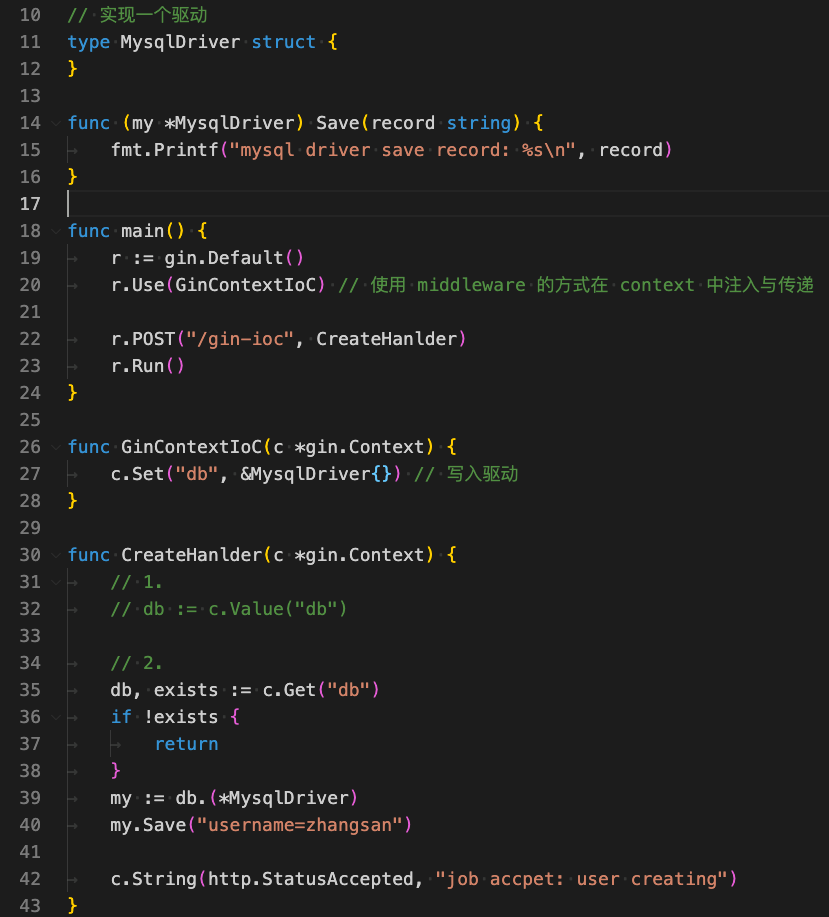 10 // 实现一个驱动
11 type MysqlDriver struct {
12 }
13
14 func (my *MysqlDriver) Save(record string) {
15 fmt.Printf("mysql driver save record: %s\n", record)
16 }
17
18 func main() {
19 r := gin.Default()
20 r.Use(GinContextIoC) // 使用 middleware 的方式在 context 中注入与传递
21
22 r.POST("/gin-ioc", CreateHanlder)
23 r.Run()
24 }
25
26 func GinContextIoC(c *gin.Context) {
27 c.Set("db", &MysqlDriver{}) // 写入驱动
28 }
29
30 func CreateHanlder(c *gin.Context) {
31 // 1.
32 // db := c.Value("db")
33
34 // 2.
35 db, exists := c.Get("db")
36 if !exists {
37 return
38 }
39 my := db.(*MysqlDriver)
40 my.Save("username=zhangsan")
41
42 c.String(http.StatusAccepted, "job accpet: user creating")
43 }